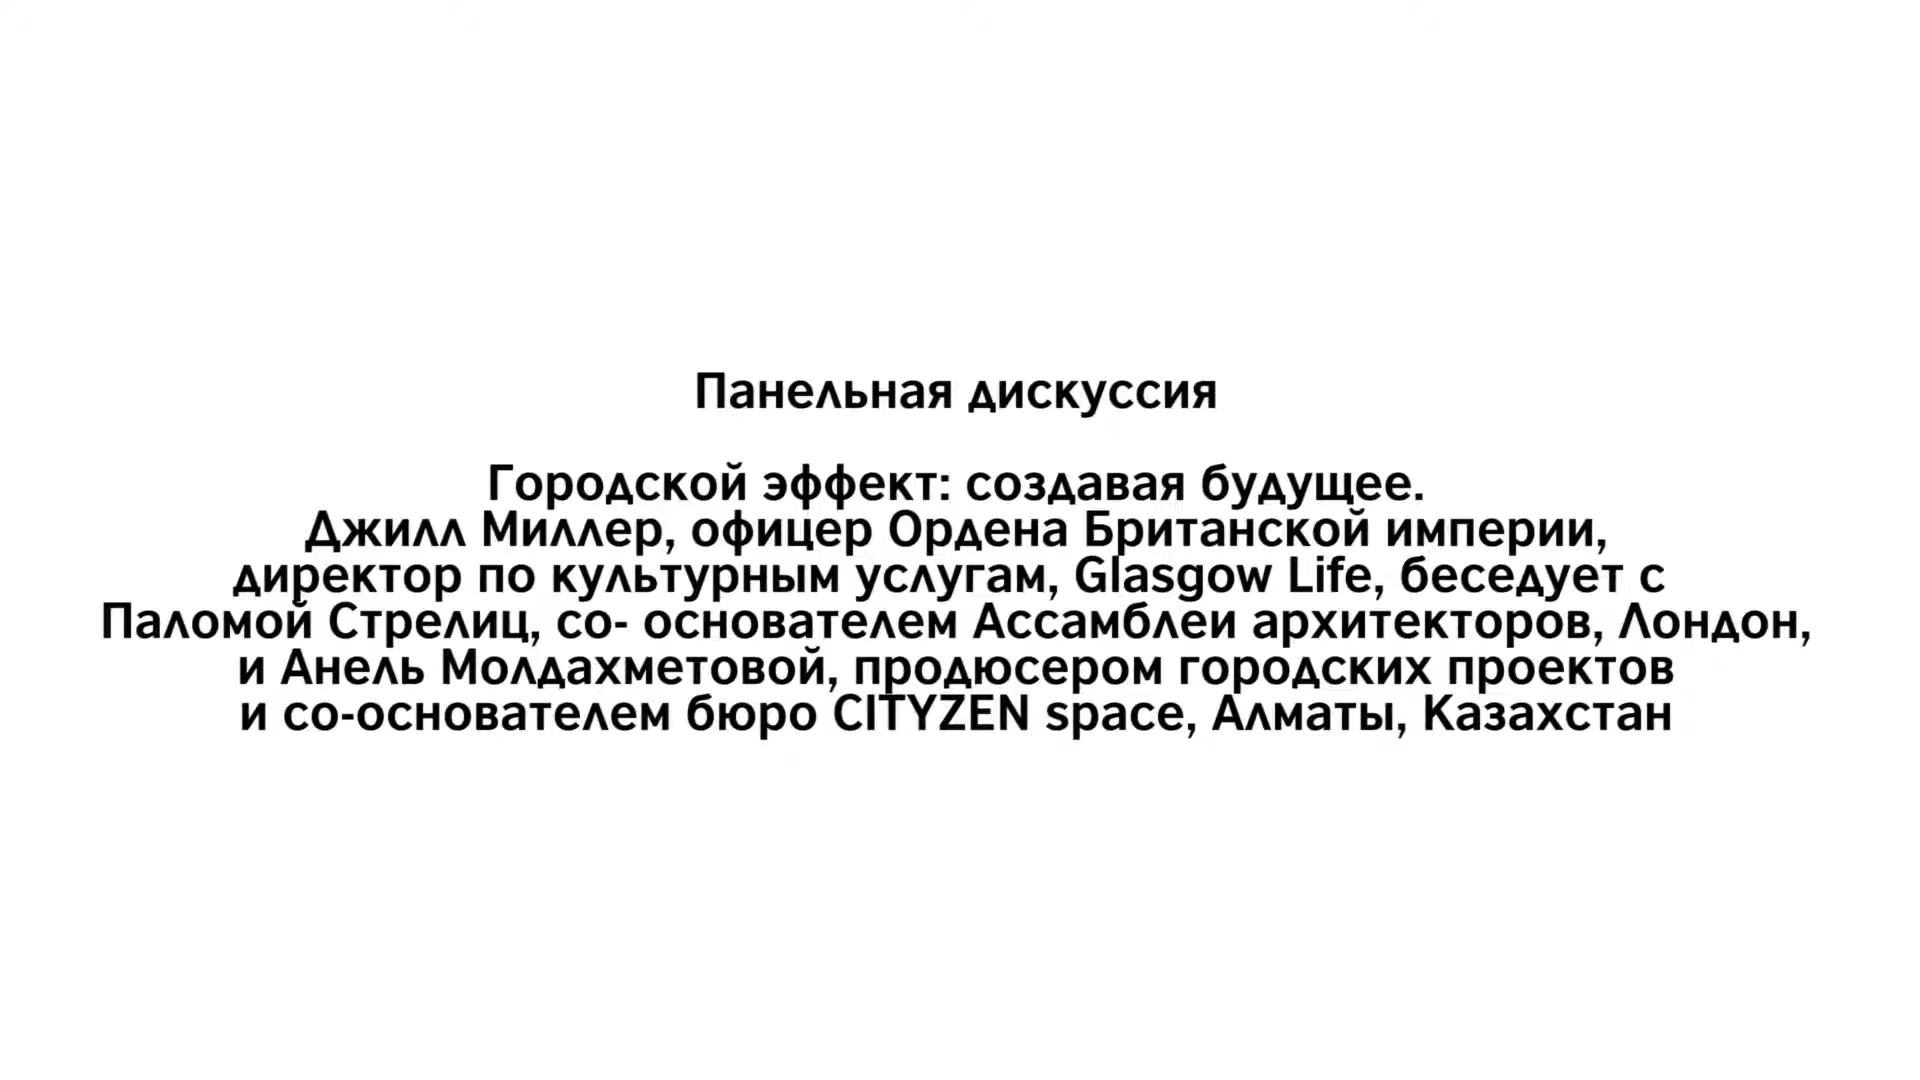 Панельная дискуссия
Городской эффект: создавая будущее.
Джилл Миллер, офицер Ордена Британской империи,
директор по культурным услугам, Glasgow Life, беседует с
Паломой Стрелиц, со- основателем Ассамблеи архитекторов, Лондон,
и Анель Молдахметовой, продюсером городских проектов
и со-основателем бюро CITYZEN space, Алматы, Казахстан